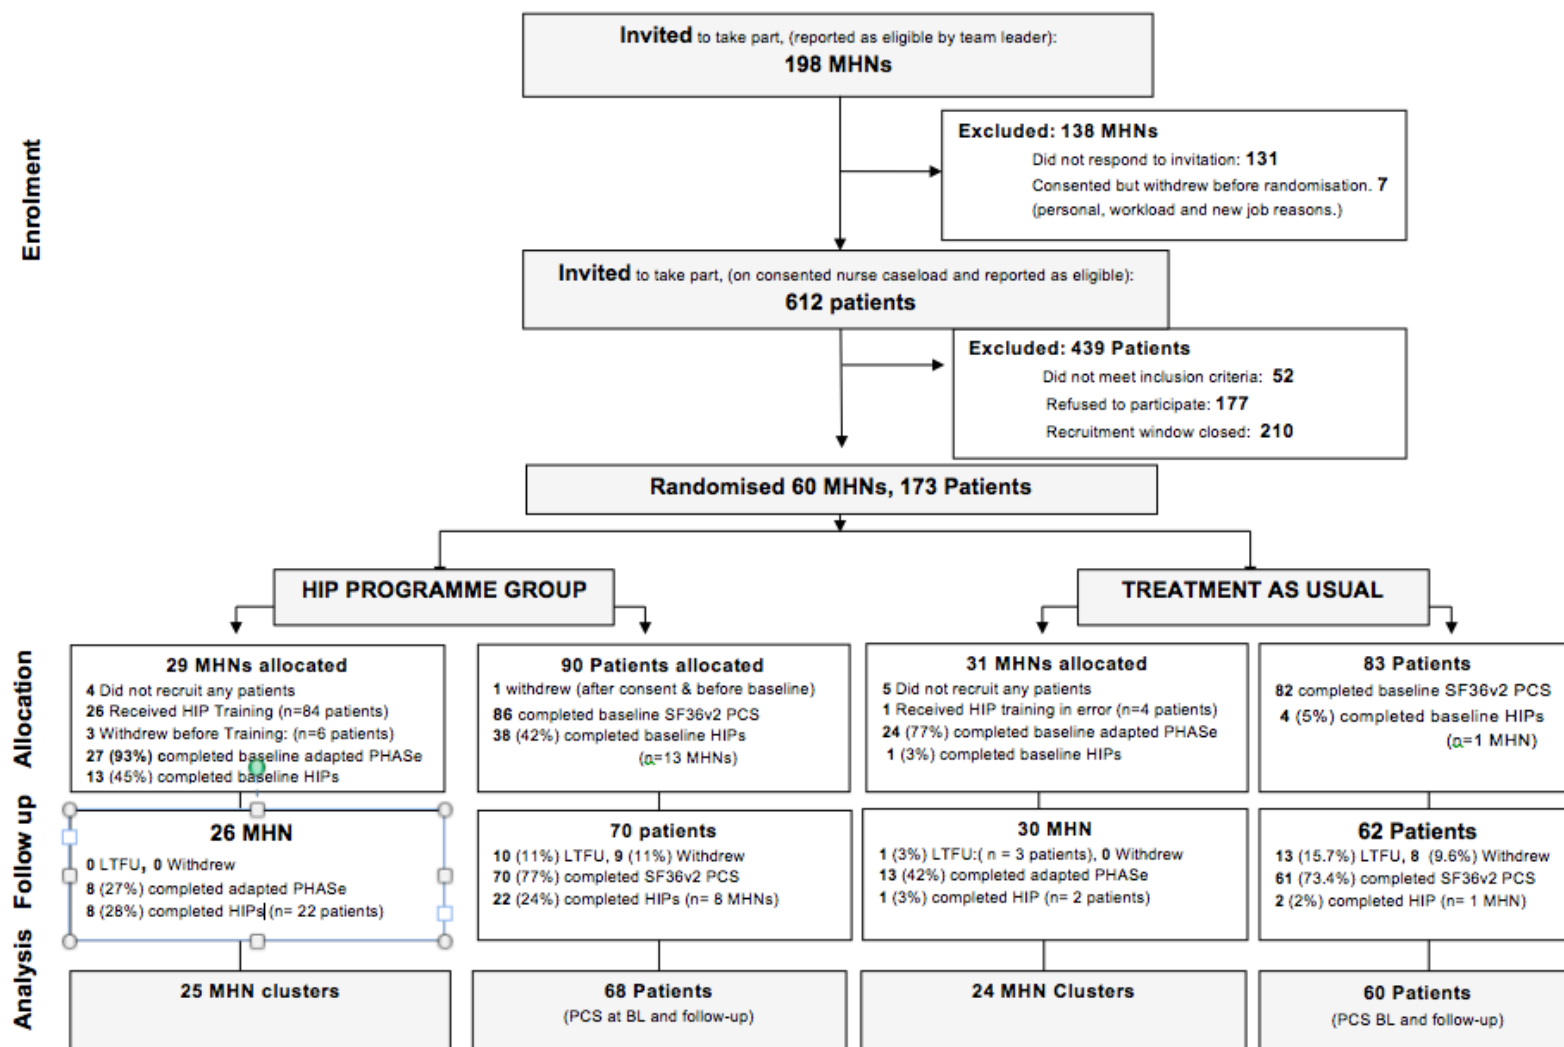 Invited to take part, (reported as eligible by team leader):
198 MHNs
Enrolment
Excluded: 138 MHNs
Did not respond to invitation: 131
Consented but withdrew before randomisation. 7
(personal, workload and new job reasons.)
Invited to take part, (on consented nurse caseload and reported as eligible):
612 patients
Excluded: 439 Patients
Did not meet inclusion criteria: 52
Refused to participate: 177
Recruitment window closed: 210
Randomised 60 MHNs, 173 Patients
HIP PROGRAMME GROUP
TREATMENT AS USUAL
Allocation
29 MHNs allocated
4 Did not recruit any patients
26 Received HIP Training (n=84 patients)
3 Withdrew before Training: (n=6 patients)
27 (93%) completed baseline adapted PHASe
13 (45%) completed baseline HIPs
90 Patients allocated
1 withdrew (after consent & before baseline)
86 completed baseline SF36v2 PCS
38 (42%) completed baseline HIPs
(n=13 MHNs)
31 MHNs allocated
5 Did not recruit any patients
1 Received HIP training in error (n=4 patients)
24 (77%) completed baseline adapted PHASe
1 (3%) completed baseline HIPs
83 Patients
82 completed baseline SF36v2 PCS
4 (5%) completed baseline HIPs
(n=1 MHN)
Follow up
26 MHN
0 LTFU, 0 Withdrew
8 (27%) completed adapted PHASe
8 (28%) completed HIPs (n= 22 patients)
70 patients
10 (11%) LTFU, 9 (11%) Withdrew
70 (77%) completed SF36v2 PCS
22 (24%) completed HIPs (n= 8 MHNs)
30 MHN
1 (3%) LTFU:( n = 3 patients), 0 Withdrew
13 (42%) completed adapted PHASe
1 (3%) completed HIP (n= 2 patients)
62 Patients
13 (15.7%) LTFU, 8 (9.6%) Withdrew
61 (73.4%) completed SF36v2 PCS
2 (2%) completed HIP (n= 1 MHN)
Analysis
25 MHN clusters
68 Patients
(PCS at BL and follow-up)
24 MHN Clusters
60 Patients
(PCS BL and follow-up)